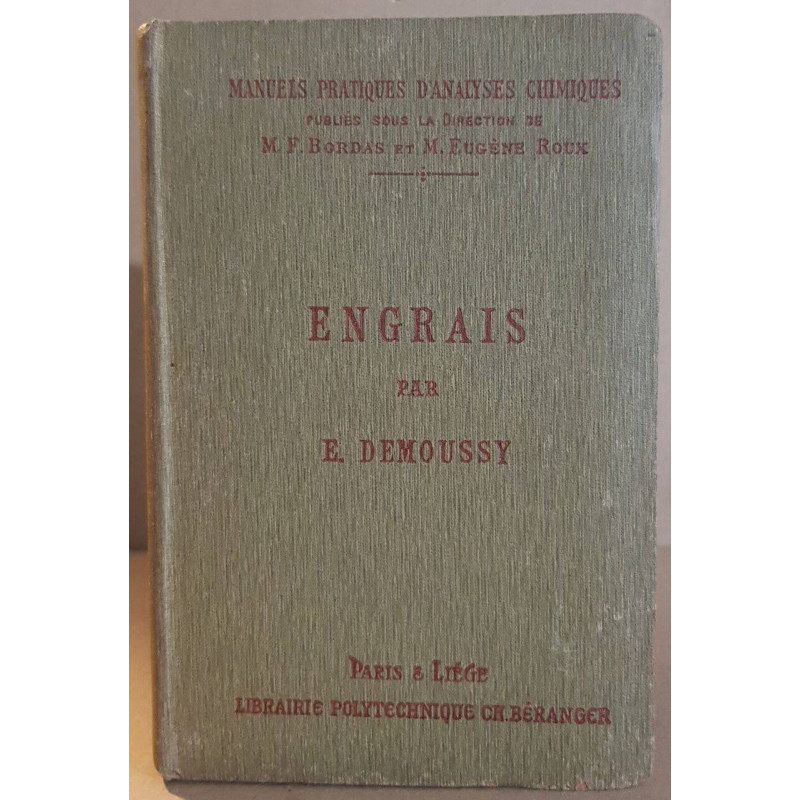 MANUELS PRATIQUES D'ANALYSES CHIMIQUES
PUBLIÉS SOUS LA DIRECTION DE
M. F. BORDAS ET M. EUGÈNE ROUX
ENGRAIS
PAR
E. DEMOUSSY
PARIS & LIÉGE
LIBRAIRIE POLYTECHNIQUE CH. BÉRANGER